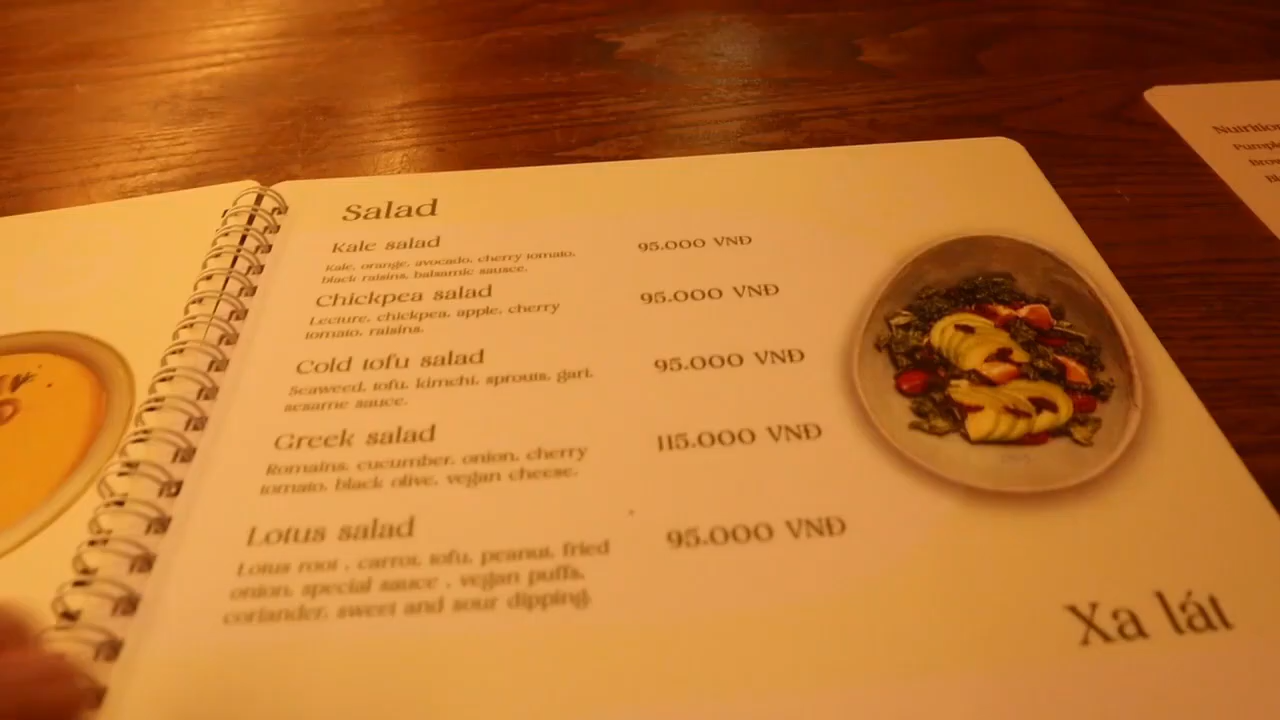 Salad
Kale salad 95.000 VNĐ
Kale, orange, avocado, cherry tomato,
black raisins, balsamic sausce.
Chickpea salad 95.000 VNĐ
Lecture, chickpea, apple, cherry
tomato, raisins.
Cold tofu salad 95.000 VNĐ
Seaweed, tofu, kimchi, sprouts, gari,
sesame sauce.
Greek salad 115.000 VNĐ
Romains, cucumber, onion, cherry
tomato, black olive, vegan cheese.
Lotus salad 95.000 VNĐ
Lotus root , carrot, tofu, peanut, fried
onion, special sauce , vegan puffs,
coriander, sweet and sour dipping.
Xa lát